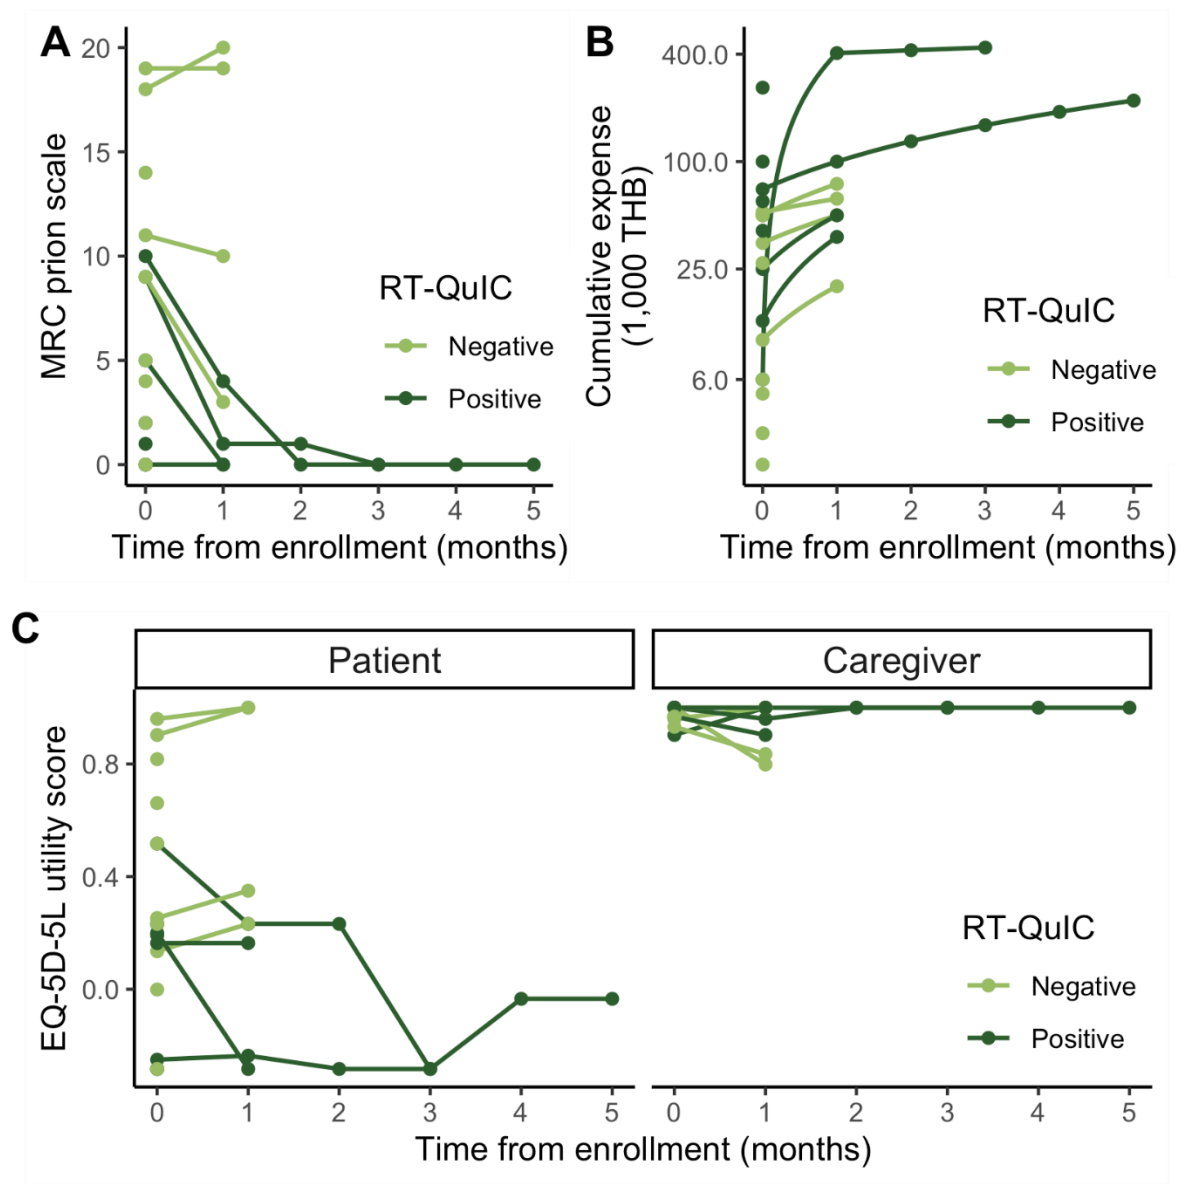 A
MRC prion scale
20
15
10
5
0
0 1 2 3 4 5
Time from enrollment (months)
RT-QuIC
Negative
Positive
B
Cumulative expense
(1,000 THB)
400.0
100.0
25.0
6.0
0 1 2 3 4 5
Time from enrollment (months)
RT-QuIC
Negative
Positive
C
Patient
Caregiver
EQ-5D-5L utility score
0.8
0.4
0.0
0 1 2 3 4 5
0 1 2 3 4 5
Time from enrollment (months)
RT-QuIC
Negative
Positive